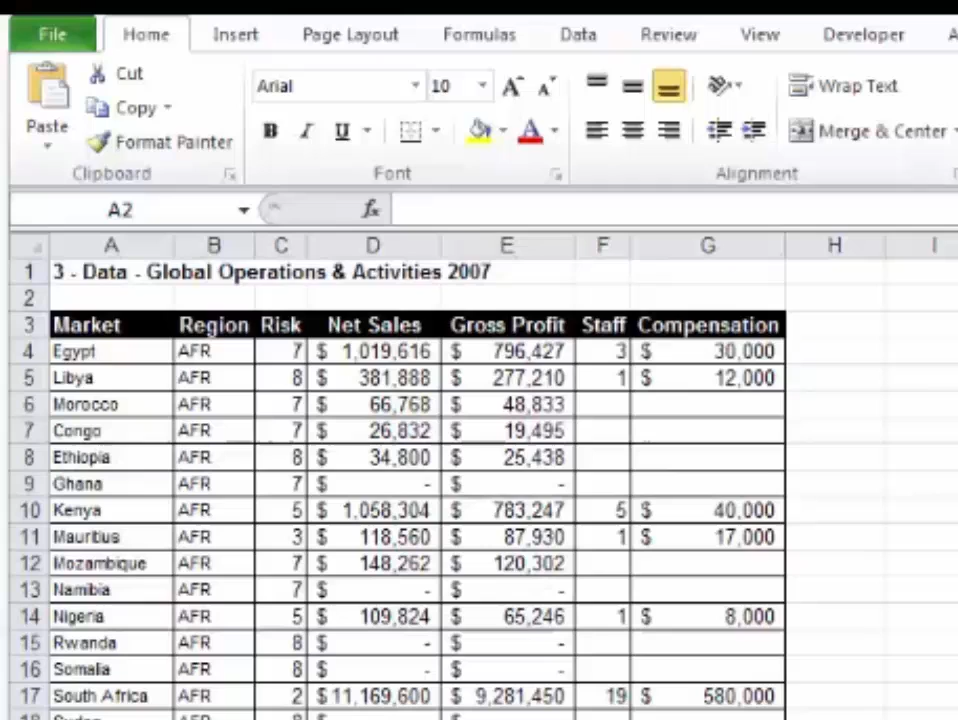 File Home Insert Page Layout Formulas Data Review View Developer
Cut
Copy
Paste
Format Painter
Clipboard
Arial 10
B I U
Font
Wrap Text
Merge & Center
Alignment
A2 fx
A B C D E F G H I
1 3 - Data - Global Operations & Activities 2007
2
3 Market Region Risk Net Sales Gross Profit Staff Compensation
4 Egypt AFR 7 $ 1,019,616 $ 796,427 3 $ 30,000
5 Libya AFR 8 $ 381,888 $ 277,210 1 $ 12,000
6 Morocco AFR 7 $ 66,768 $ 48,833
7 Congo AFR 7 $ 26,832 $ 19,495
8 Ethiopia AFR 8 $ 34,800 $ 25,438
9 Ghana AFR 7 $ - $ -
10 Kenya AFR 5 $ 1,058,304 $ 783,247 5 $ 40,000
11 Mauritius AFR 3 $ 118,560 $ 87,930 1 $ 17,000
12 Mozambique AFR 7 $ 148,262 $ 120,302
13 Namibia AFR 7 $ - $ -
14 Nigeria AFR 5 $ 109,824 $ 65,246 1 $ 8,000
15 Rwanda AFR 8 $ - $ -
16 Somalia AFR 8 $ - $ -
17 South Africa AFR 2 $ 11,169,600 $ 9,281,450 19 $ 580,000